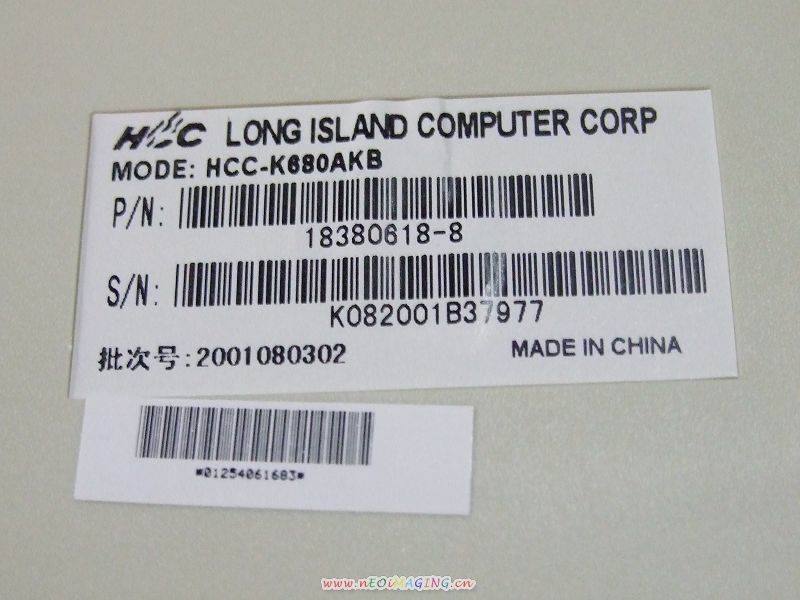 HCC LONG ISLAND COMPUTER CORP
MODE: HCC-K680AKB
P/N:
18380618-8
S/N:
K082001B37977
批次号:2001080302
MADE IN CHINA
*01254061683*
www.nEOiMAGING.cn